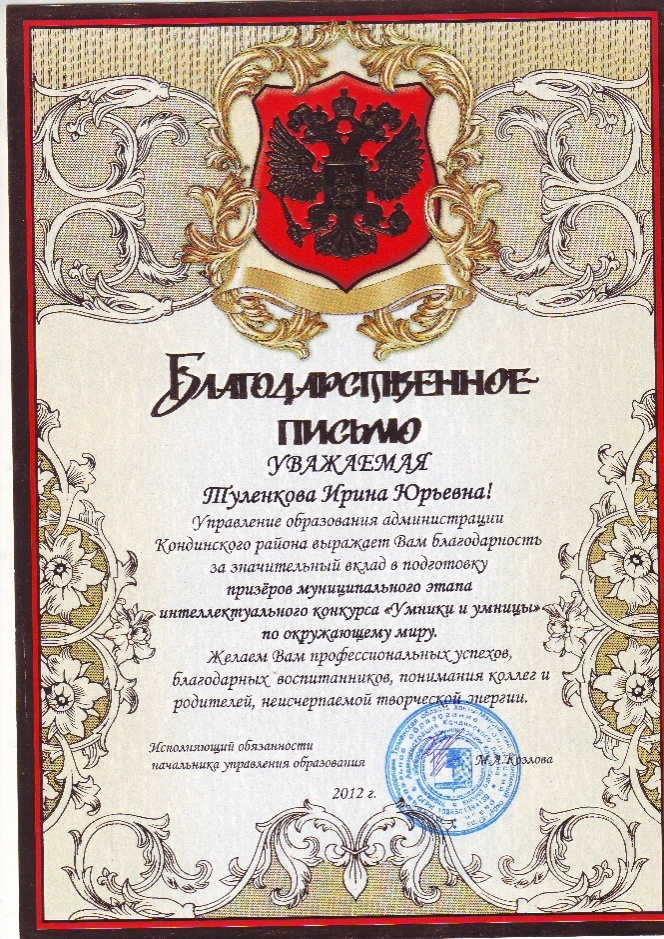 Благодарственное
письмо
УВАЖАЕМАЯ
Туленкова Ирина Юрьевна!
Управление образования администрации
Кондинского района выражает Вам благодарность
за значительный вклад в подготовку
призёров муниципального этапа
интеллектуального конкурса «Умники и умницы»
по окружающему миру.
Желаем Вам профессиональных успехов,
благодарных воспитанников, понимания коллег и
родителей, неисчерпаемой творческой энергии.
Исполняющий обязанности
начальника управления образования
М.А.Козлова
2012 г.